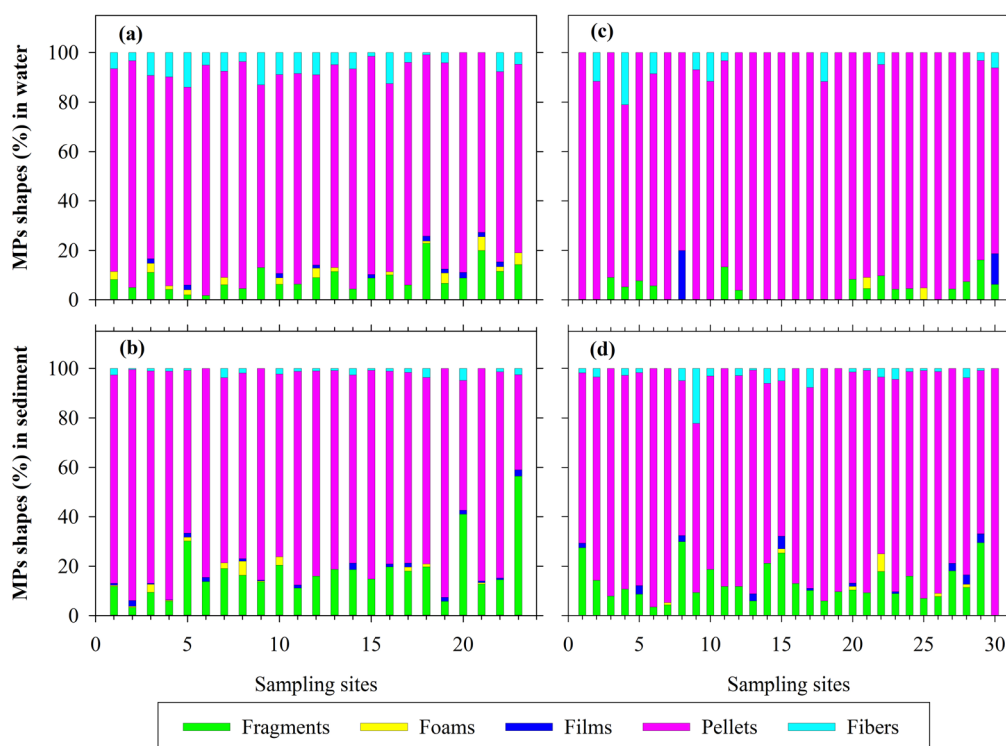 (a)
MPs shapes (%) in water
100
80
60
40
20
0
(c)
(b)
MPs shapes (%) in sediment
100
80
60
40
20
0
0 5 10 15 20
Sampling sites
(d)
0 5 10 15 20 25 30
Sampling sites
Fragments Foams Films Pellets Fibers